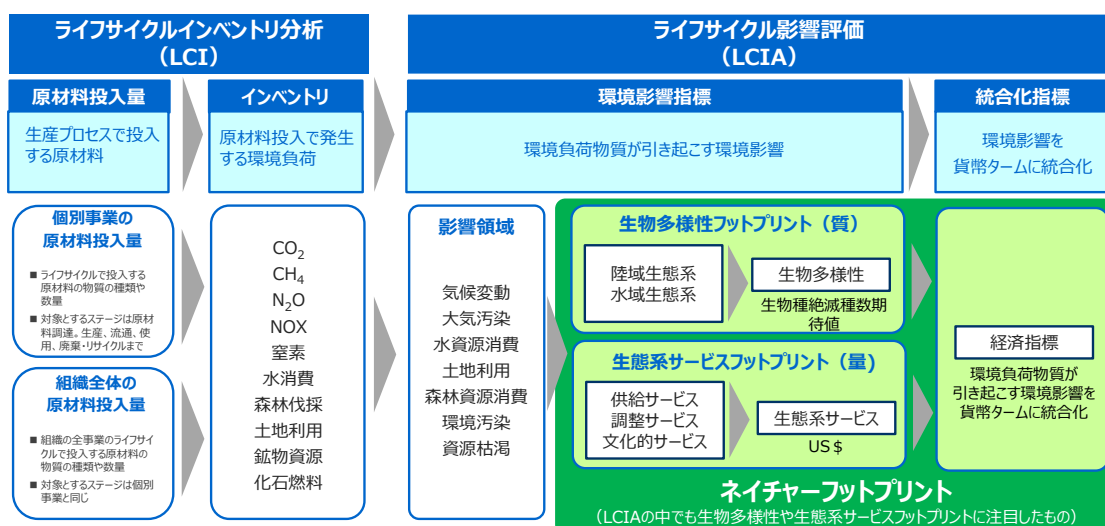 ライフサイクルインベントリ分析
（LCI）
ライフサイクル影響評価
（LCIA）
原材料投入量
生産プロセスで投入
する原材料
インベントリ
原材料投入で発生
する環境負荷
環境影響指標
環境負荷物質が引き起こす環境影響
統合化指標
環境影響を
貨幣タームに統合化
個別事業の
原材料投入量
■ ライフサイクルで投入する
原材料の物質の種類や
数量
■ 対象とするステージは原材
料調達。生産、流通、使
用、廃棄・リサイクルまで
組織全体の
原材料投入量
■ 組織の全事業のライフサイ
クルで投入する原材料の
物質の種類や数量
■ 対象とするステージは個別
事業と同じ
CO₂
CH₄
N₂O
NOX
窒素
水消費
森林伐採
土地利用
鉱物資源
化石燃料
影響領域
気候変動
大気汚染
水資源消費
土地利用
森林資源消費
環境汚染
資源枯渇
生物多様性フットプリント（質）
陸域生態系
水域生態系
生物多様性
生物種絶滅種数期
待値
生態系サービスフットプリント（量）
供給サービス
調整サービス
文化的サービス
生態系サービス
US＄
経済指標
環境負荷物質が
引き起こす環境影響を
貨幣タームに統合化
ネイチャーフットプリント
（LCIAの中でも生物多様性や生態系サービスフットプリントに注目したもの）